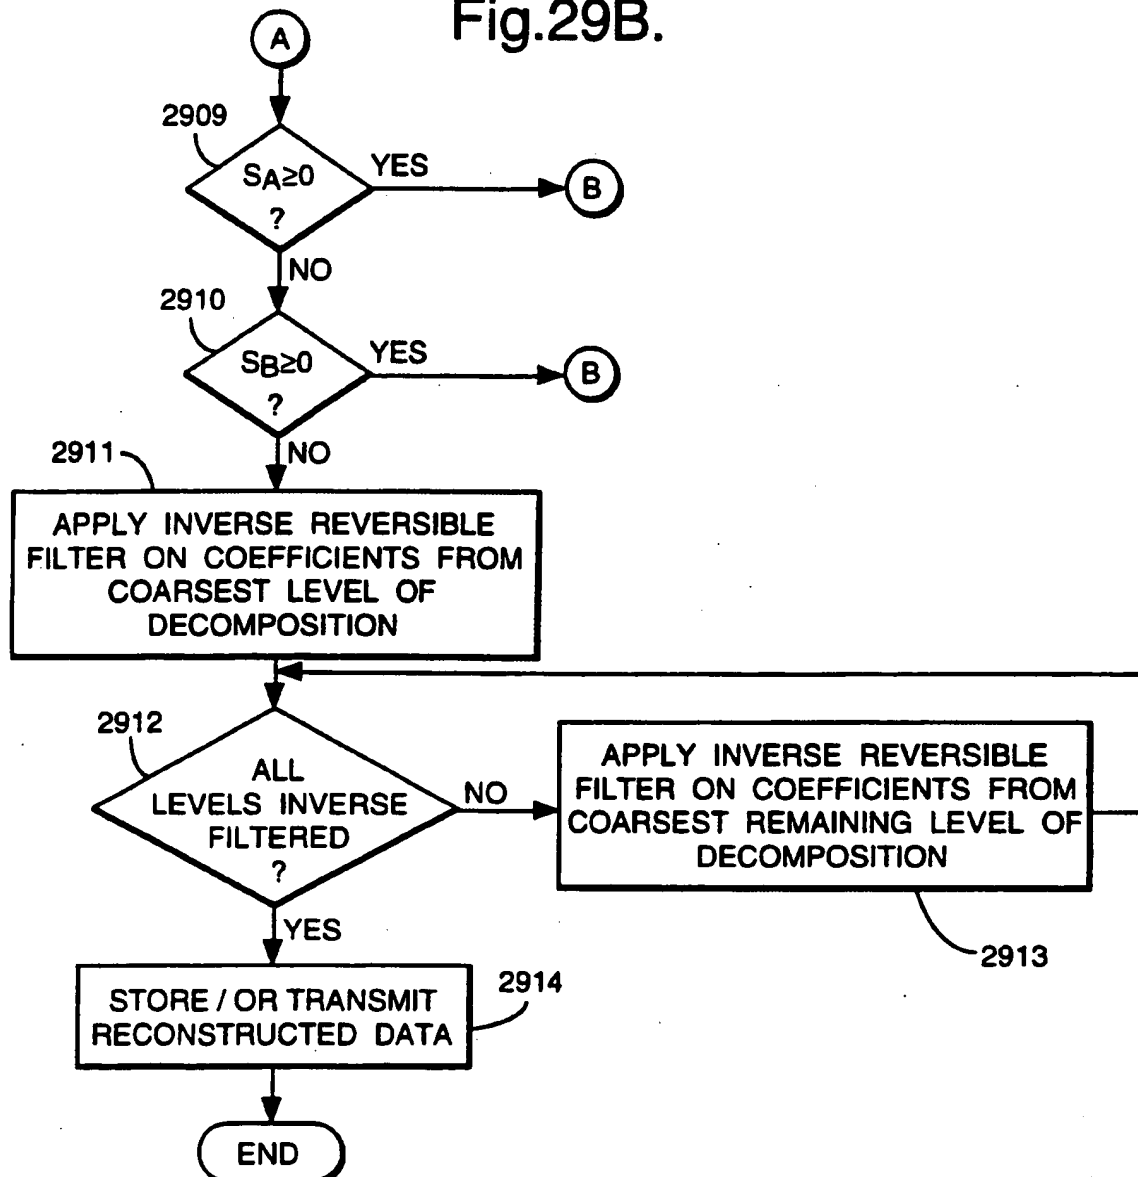 Fig.29B.
A
2909
SA≥0
?
YES
B
NO
2910
SB≥0
?
YES
B
NO
2911
APPLY INVERSE REVERSIBLE
FILTER ON COEFFICIENTS FROM
COARSEST LEVEL OF
DECOMPOSITION
2912
ALL
LEVELS INVERSE
FILTERED
?
NO
APPLY INVERSE REVERSIBLE
FILTER ON COEFFICIENTS FROM
COARSEST REMAINING LEVEL OF
DECOMPOSITION
2913
YES
STORE / OR TRANSMIT
RECONSTRUCTED DATA
2914
END